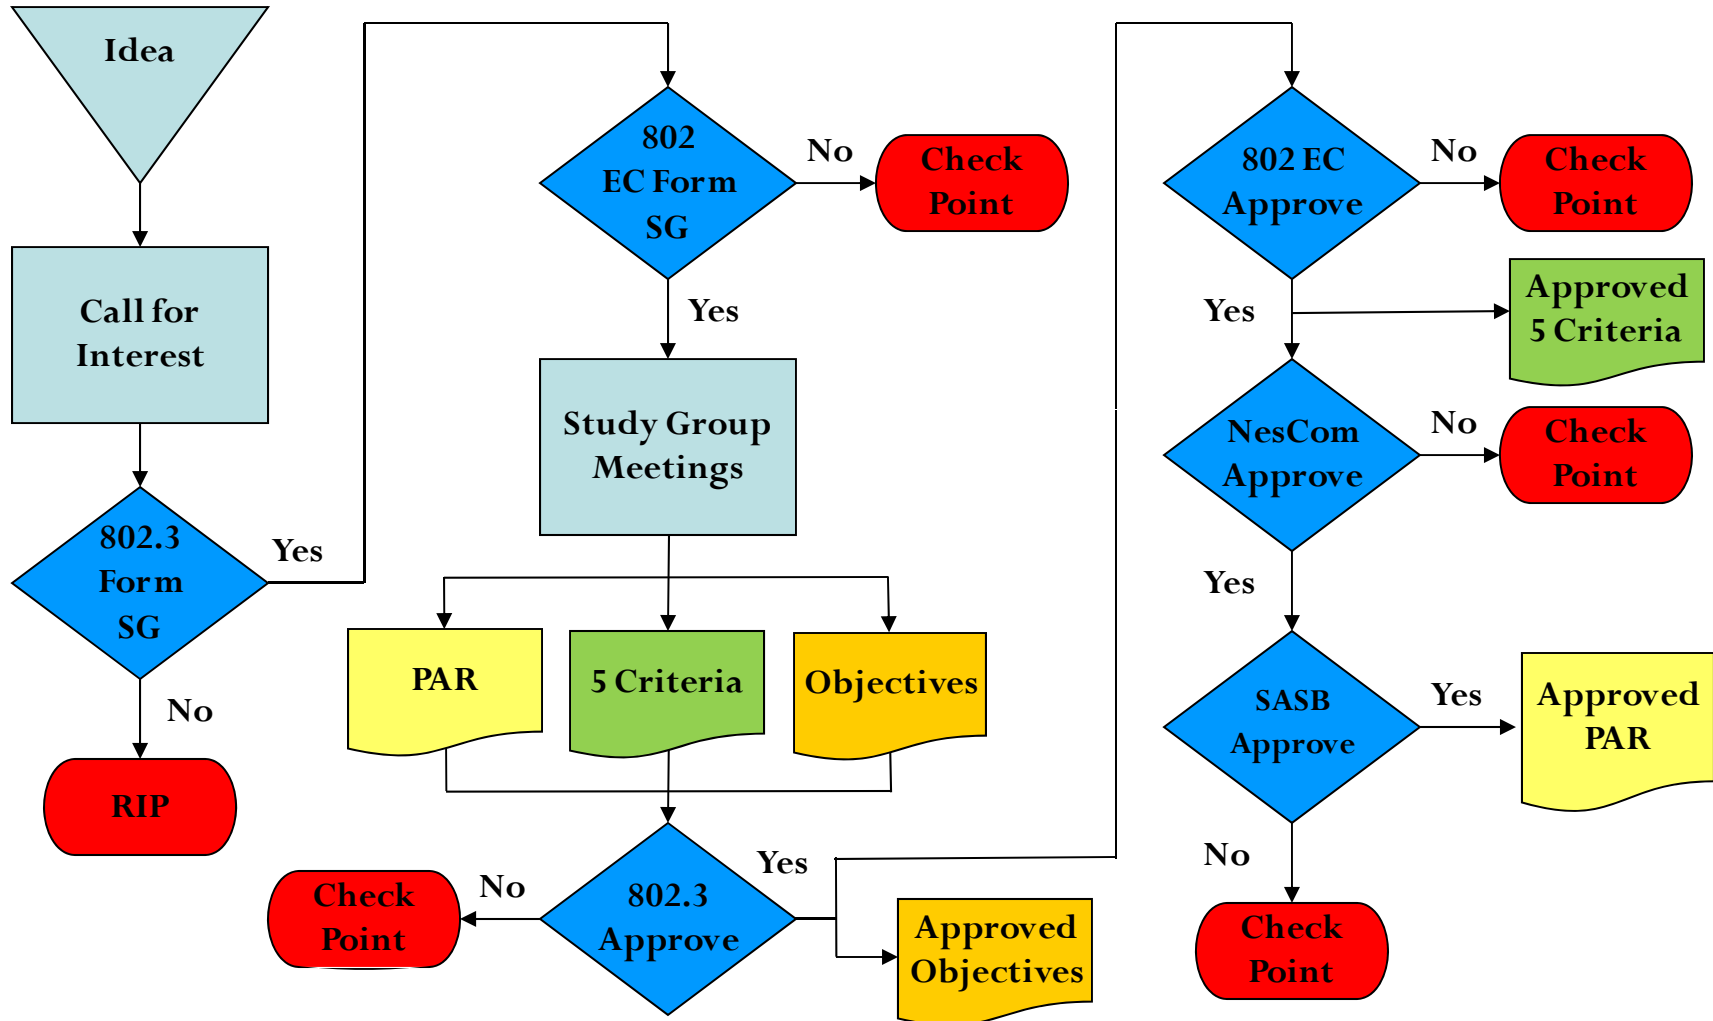 Idea
Call for
Interest
802.3
Form
SG
Yes
No
RIP
802
EC Form
SG
No
Check
Point
Yes
Study Group
Meetings
PAR
5 Criteria
Objectives
802.3
Approve
No
Check
Point
Yes
Approved
Objectives
802 EC
Approve
No
Check
Point
Yes
Approved
5 Criteria
NesCom
Approve
No
Check
Point
Yes
SASB
Approve
Yes
Approved
PAR
No
Check
Point